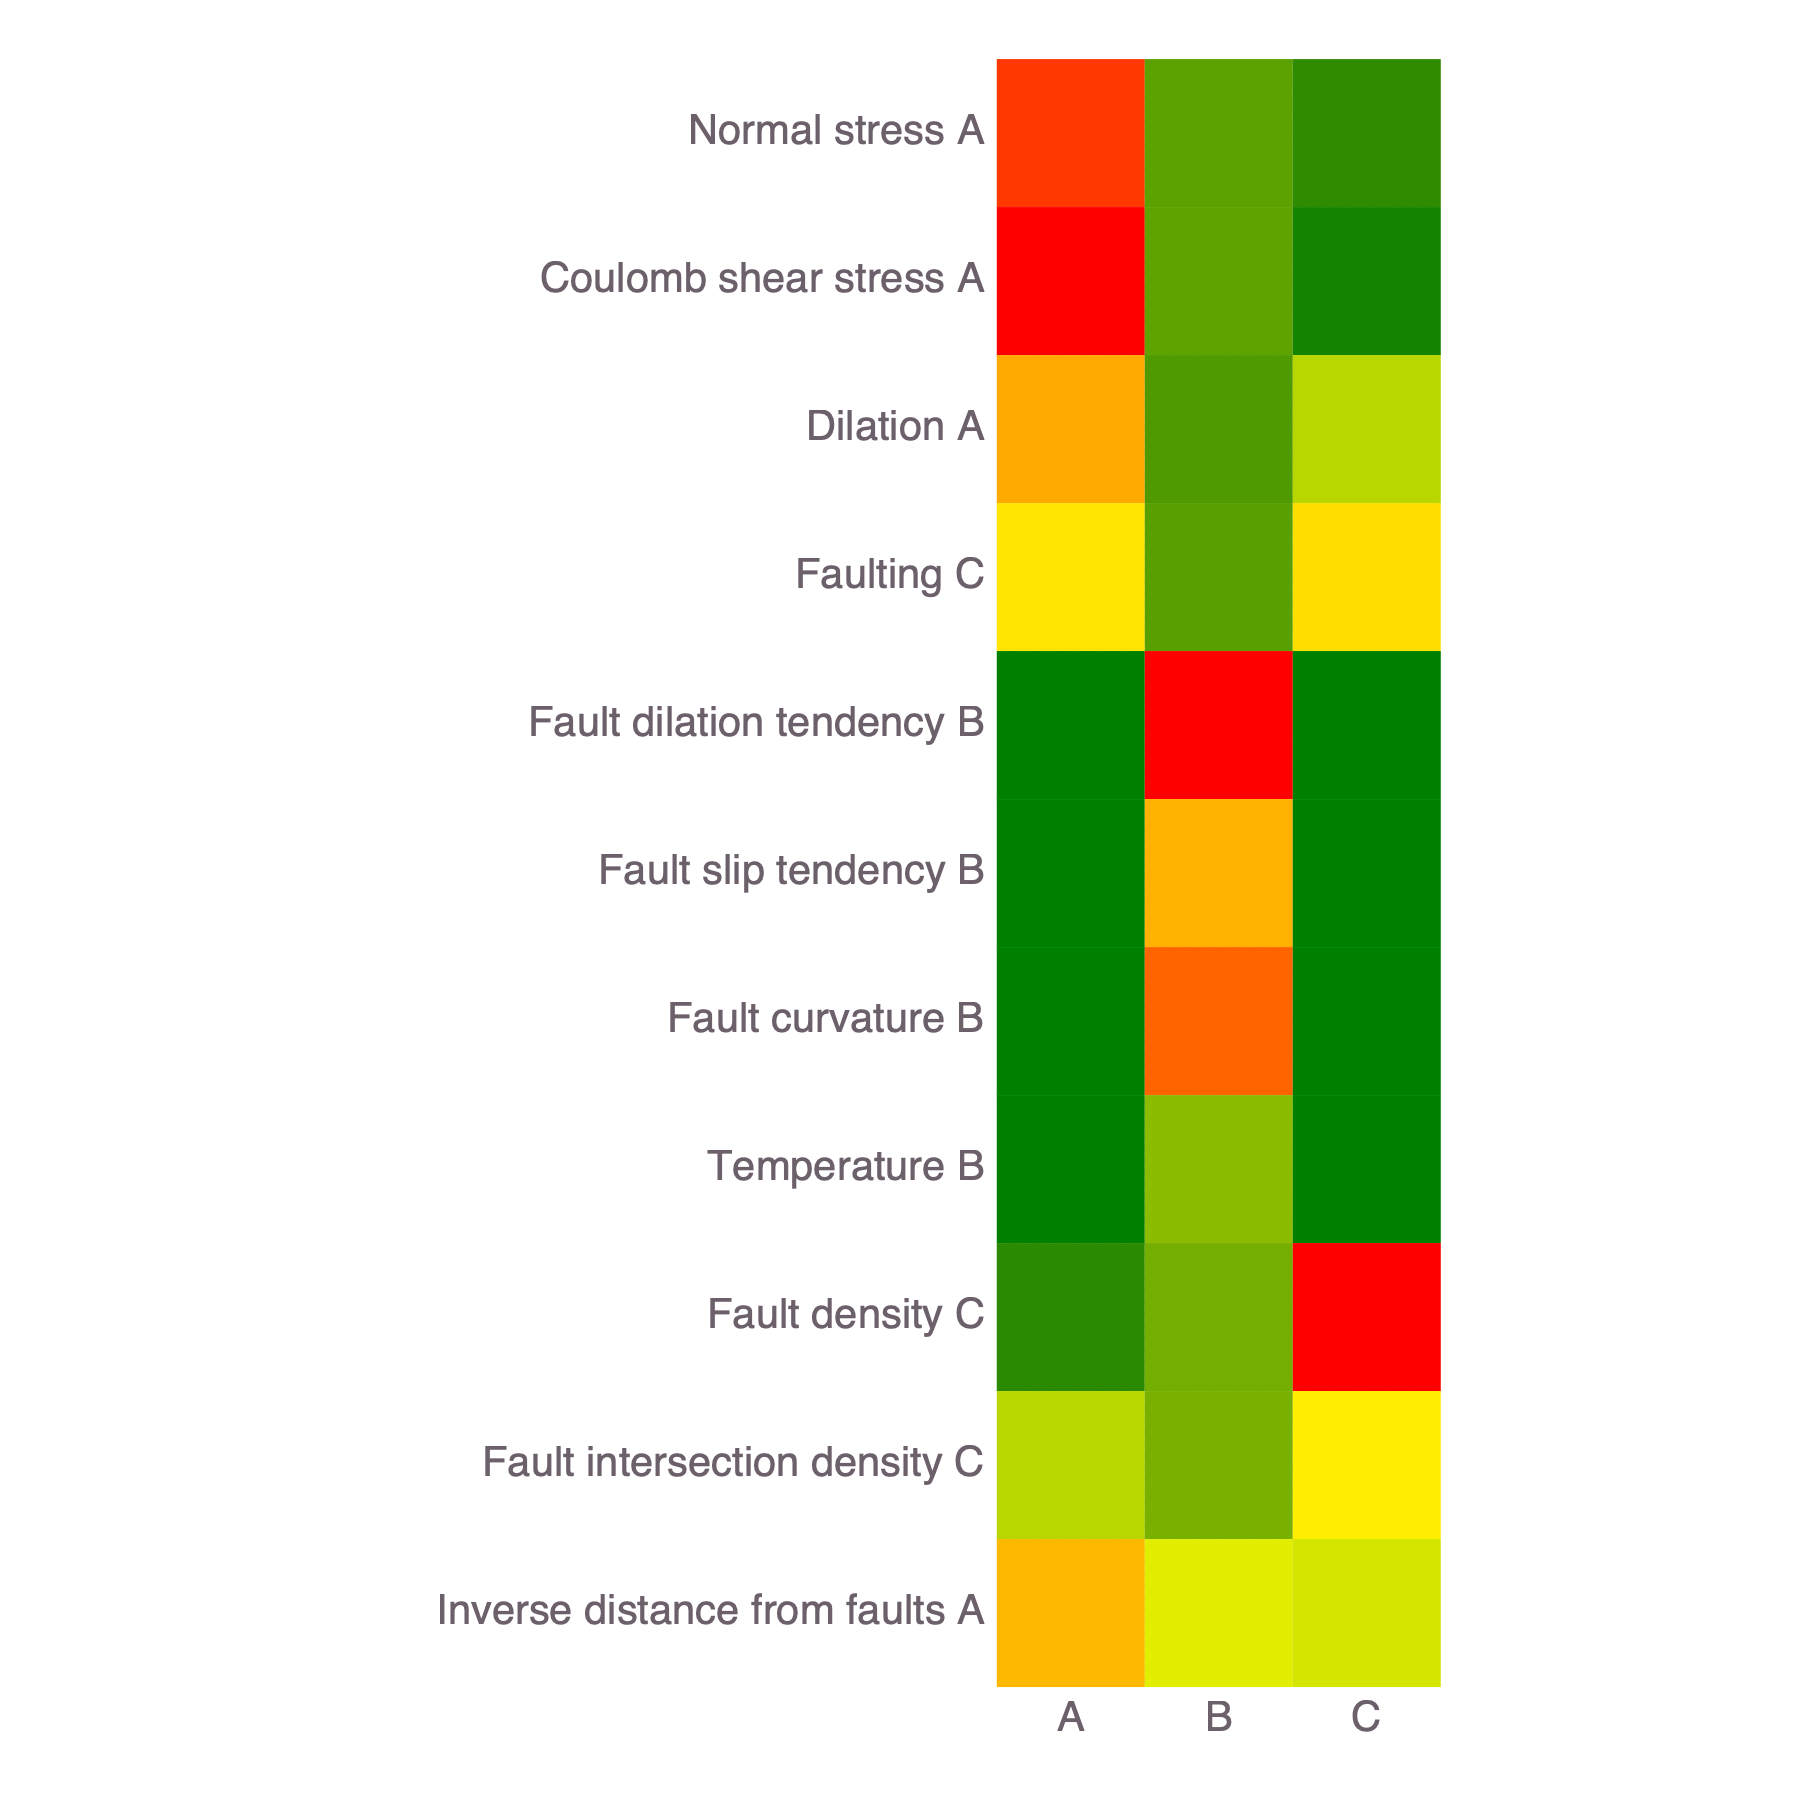 Normal stress A
Coulomb shear stress A
Dilation A
Faulting C
Fault dilation tendency B
Fault slip tendency B
Fault curvature B
Temperature B
Fault density C
Fault intersection density C
Inverse distance from faults A
A B C